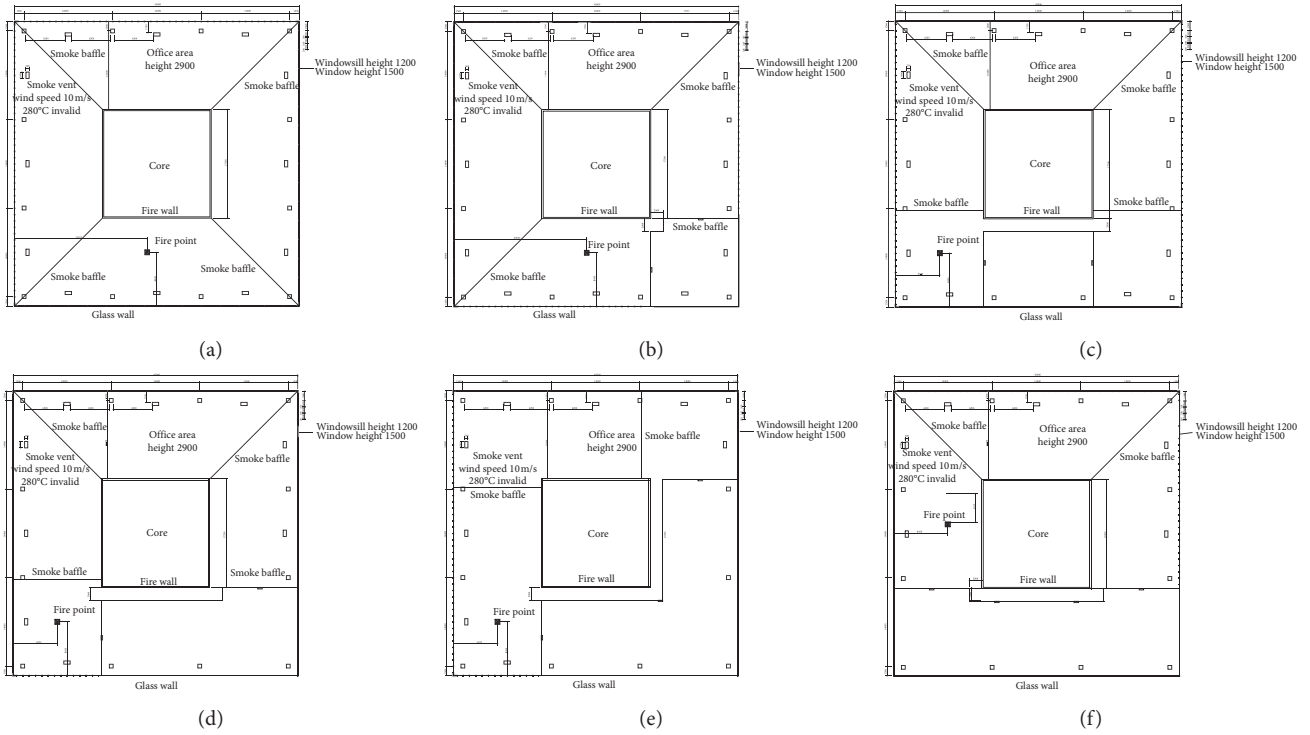 Smoke baffle
Office area
height 2900
Windowsill height 1200
Window height 1500
Smoke vent
wind speed 10 m/s
280°C invalid
Smoke baffle
Core
Fire wall
Fire point
Smoke baffle
Smoke baffle
Glass wall
(a)
Smoke baffle
Office area
height 2900
Windowsill height 1200
Window height 1500
Smoke vent
wind speed 10 m/s
280°C invalid
Core
Fire wall
Smoke baffle
Fire point
Smoke baffle
Glass wall
(b)
Smoke baffle
Office area
height 2900
Windowsill height 1200
Window height 1500
Smoke vent
wind speed 10 m/s
280°C invalid
Smoke baffle
Core
Smoke baffle
Fire wall
Smoke baffle
Fire point
Glass wall
(c)
Smoke baffle
Office area
height 2900
Windowsill height 1200
Window height 1500
Smoke vent
wind speed 10 m/s
280°C invalid
Smoke baffle
Core
Smoke baffle
Fire wall
Smoke baffle
Fire point
Glass wall
(d)
Office area
height 2900
Smoke baffle
Windowsill height 1200
Window height 1500
Smoke vent
wind speed 10 m/s
280°C invalid
Smoke baffle
Core
Fire wall
Fire point
Glass wall
(e)
Smoke baffle
Office area
height 2900
Windowsill height 1200
Window height 1500
Smoke vent
wind speed 10 m/s
280°C invalid
Smoke baffle
Fire point
Core
Fire wall
Glass wall
(f)